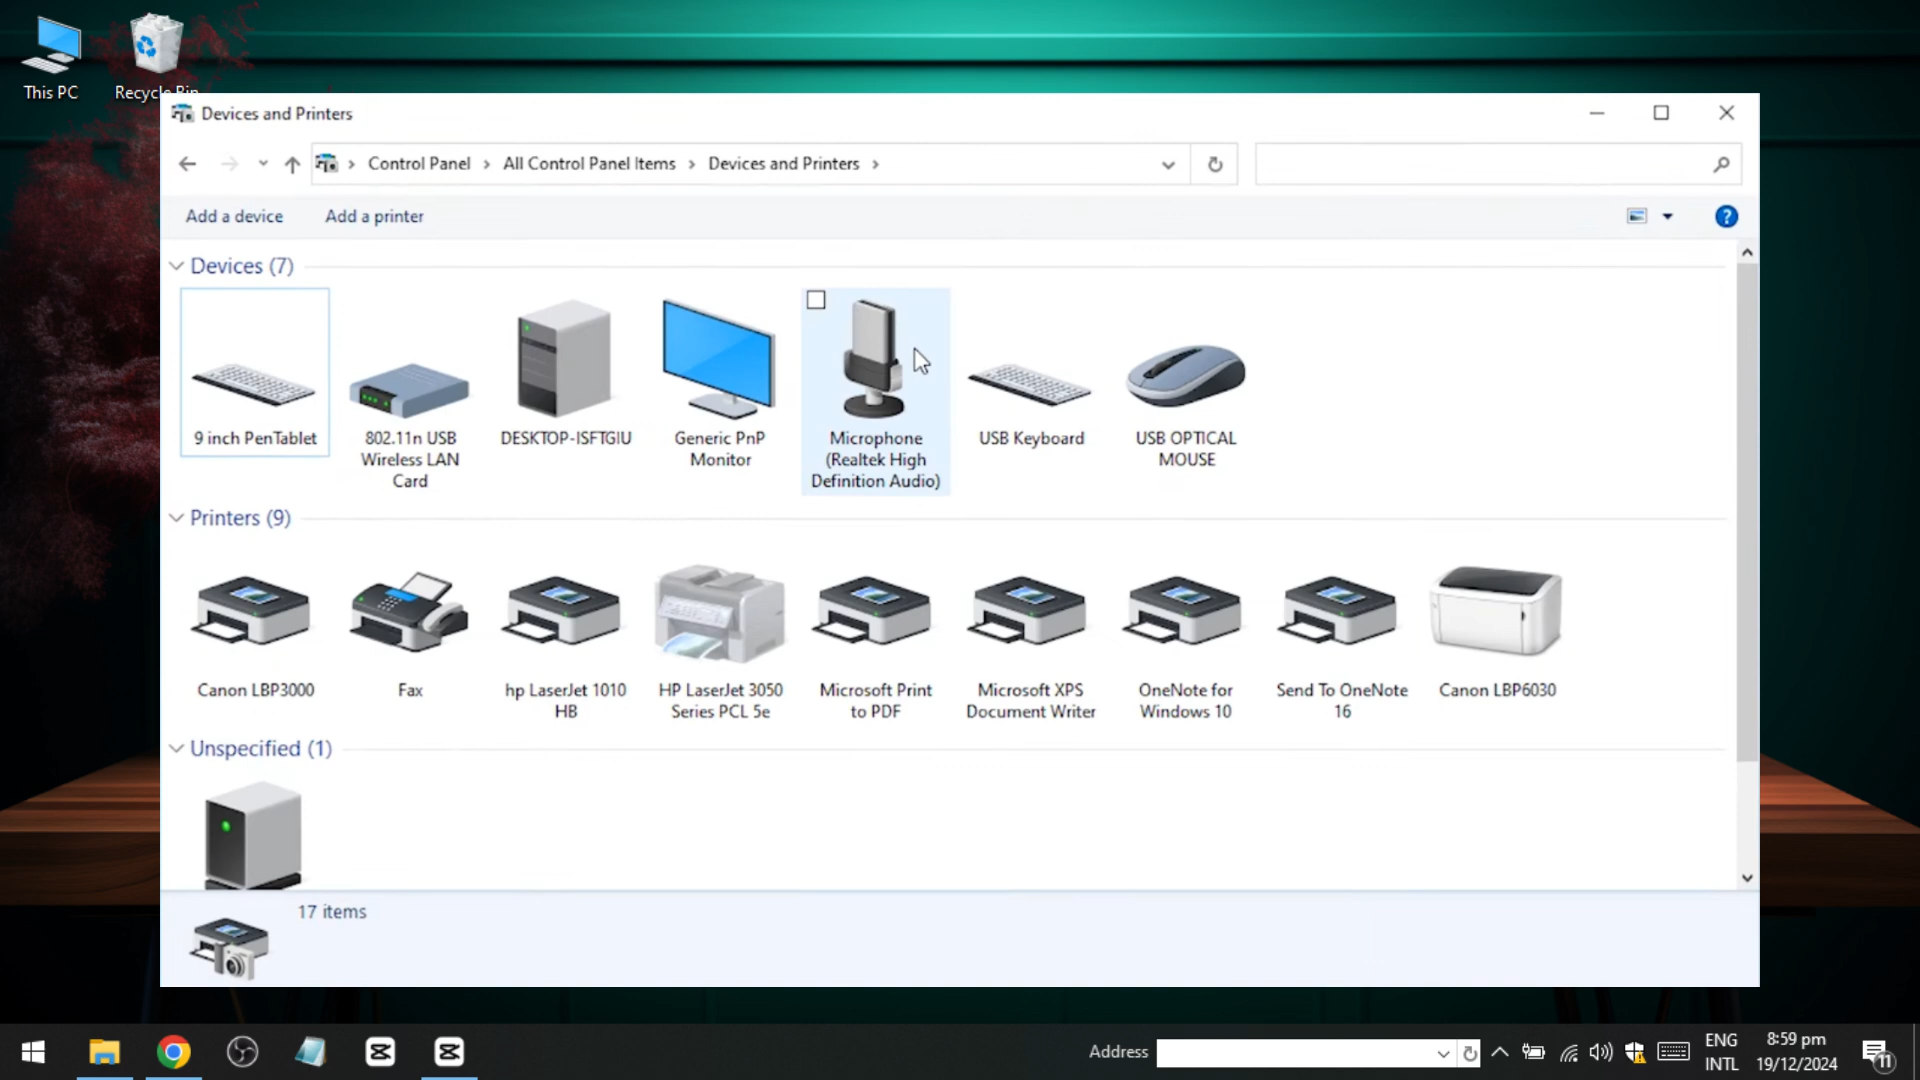 This PC
Recycle Bin
Devices and Printers
Control Panel
All Control Panel Items
Devices and Printers
Add a device
Add a printer
?
Devices (7)
9 inch PenTablet
802.11n USB
Wireless LAN
Card
DESKTOP-ISFTGIU
Generic PnP
Monitor
Microphone
(Realtek High
Definition Audio)
USB Keyboard
USB OPTICAL
MOUSE
Printers (9)
Canon LBP3000
Fax
hp LaserJet 1010
HB
HP LaserJet 3050
Series PCL 5e
Microsoft Print
to PDF
Microsoft XPS
Document Writer
OneNote for
Windows 10
Send To OneNote
16
Canon LBP6030
Unspecified (1)
17 items
Address
ENG
INTL
8:59 pm
19/12/2024
11